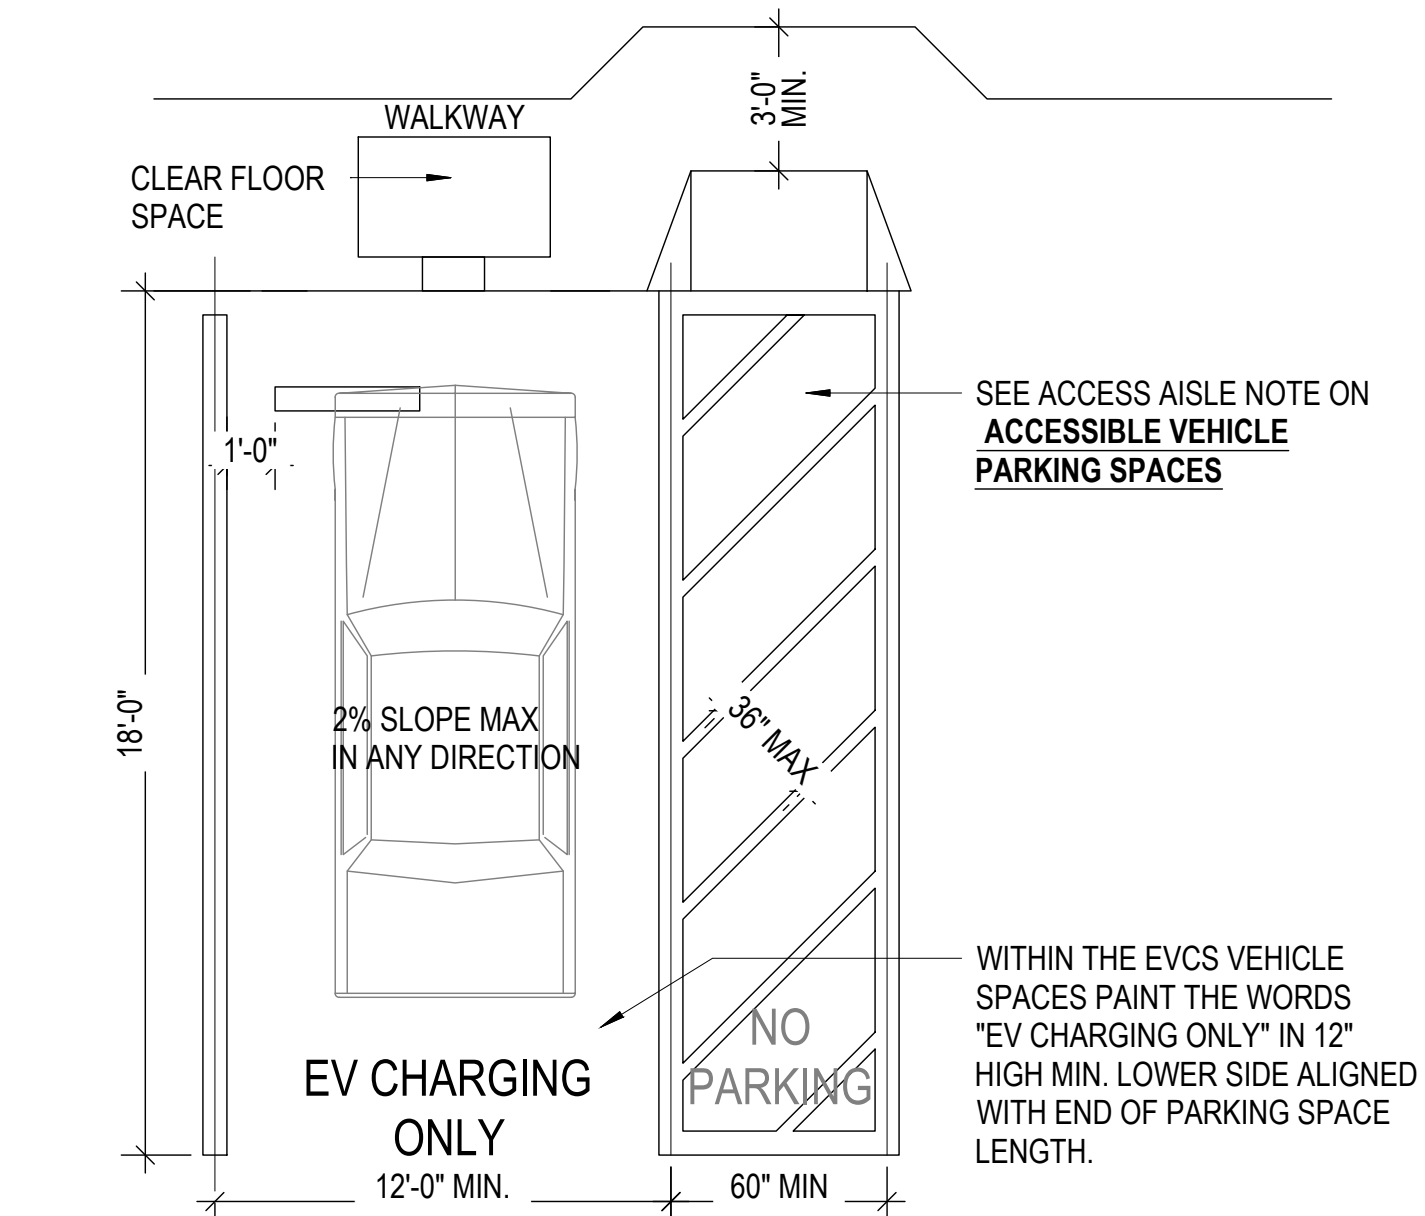 3'-0"
MIN.
WALKWAY
CLEAR FLOOR
SPACE
SEE ACCESS AISLE NOTE ON
ACCESSIBLE VEHICLE
PARKING SPACES
1'-0"
18'-0"
2% SLOPE MAX
IN ANY DIRECTION
36" MAX
WITHIN THE EVCS VEHICLE
SPACES PAINT THE WORDS
"EV CHARGING ONLY" IN 12"
HIGH MIN. LOWER SIDE ALIGNED
WITH END OF PARKING SPACE
LENGTH.
NO
PARKING
EV CHARGING
ONLY
12'-0" MIN.
60" MIN